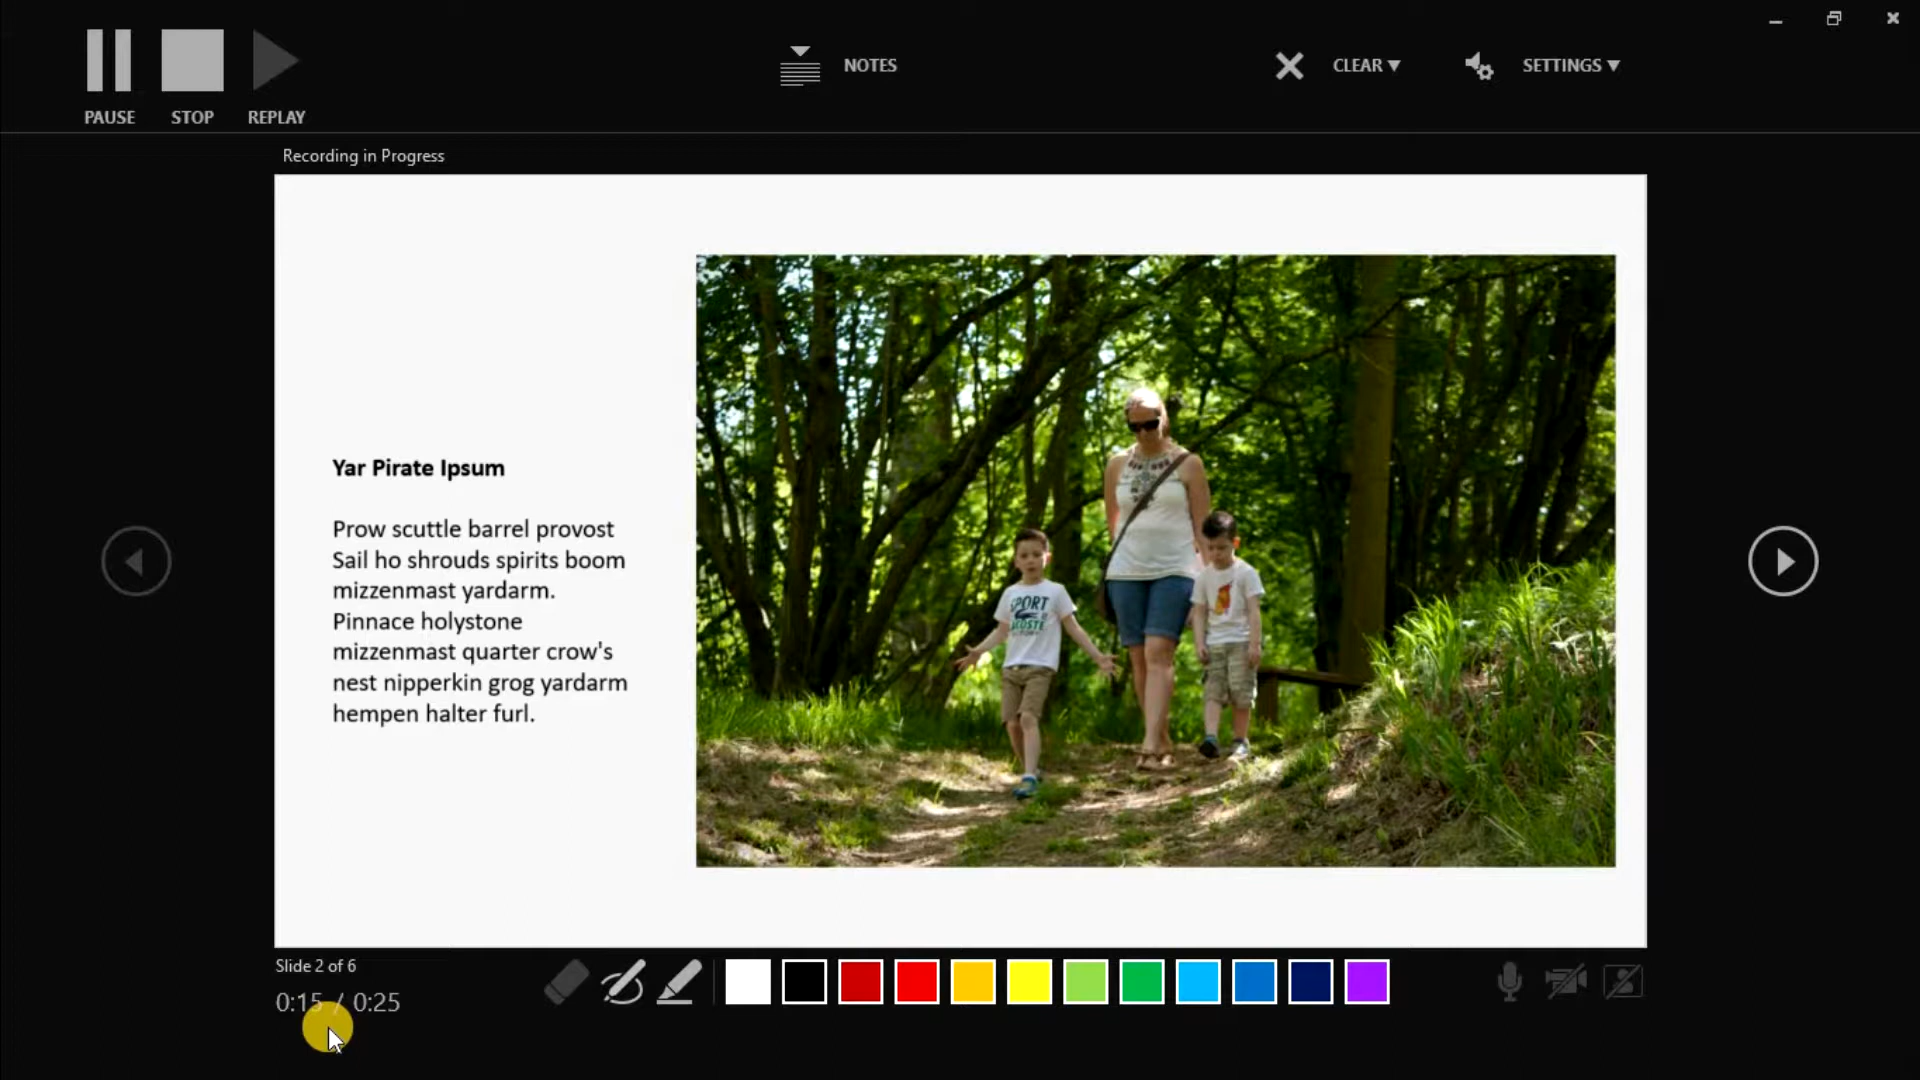 PAUSE
STOP
REPLAY
NOTES
CLEAR
SETTINGS
Recording in Progress
Yar Pirate Ipsum
Prow scuttle barrel provost
Sail ho shrouds spirits boom
mizzenmast yardarm.
Pinnace holystone
mizzenmast quarter crow's
nest nipperkin grog yardarm
hempen halter furl.
SPORT
Slide 2 of 6
0:15 / 0:25